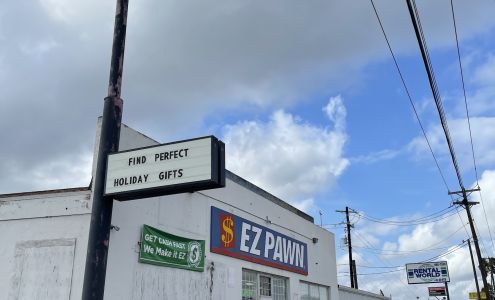 FIND PERFECT
HOLIDAY GIFTS
GET CASH FAST.
We Make it EZ
$ EZ PAWN
RENTAL
WORLD